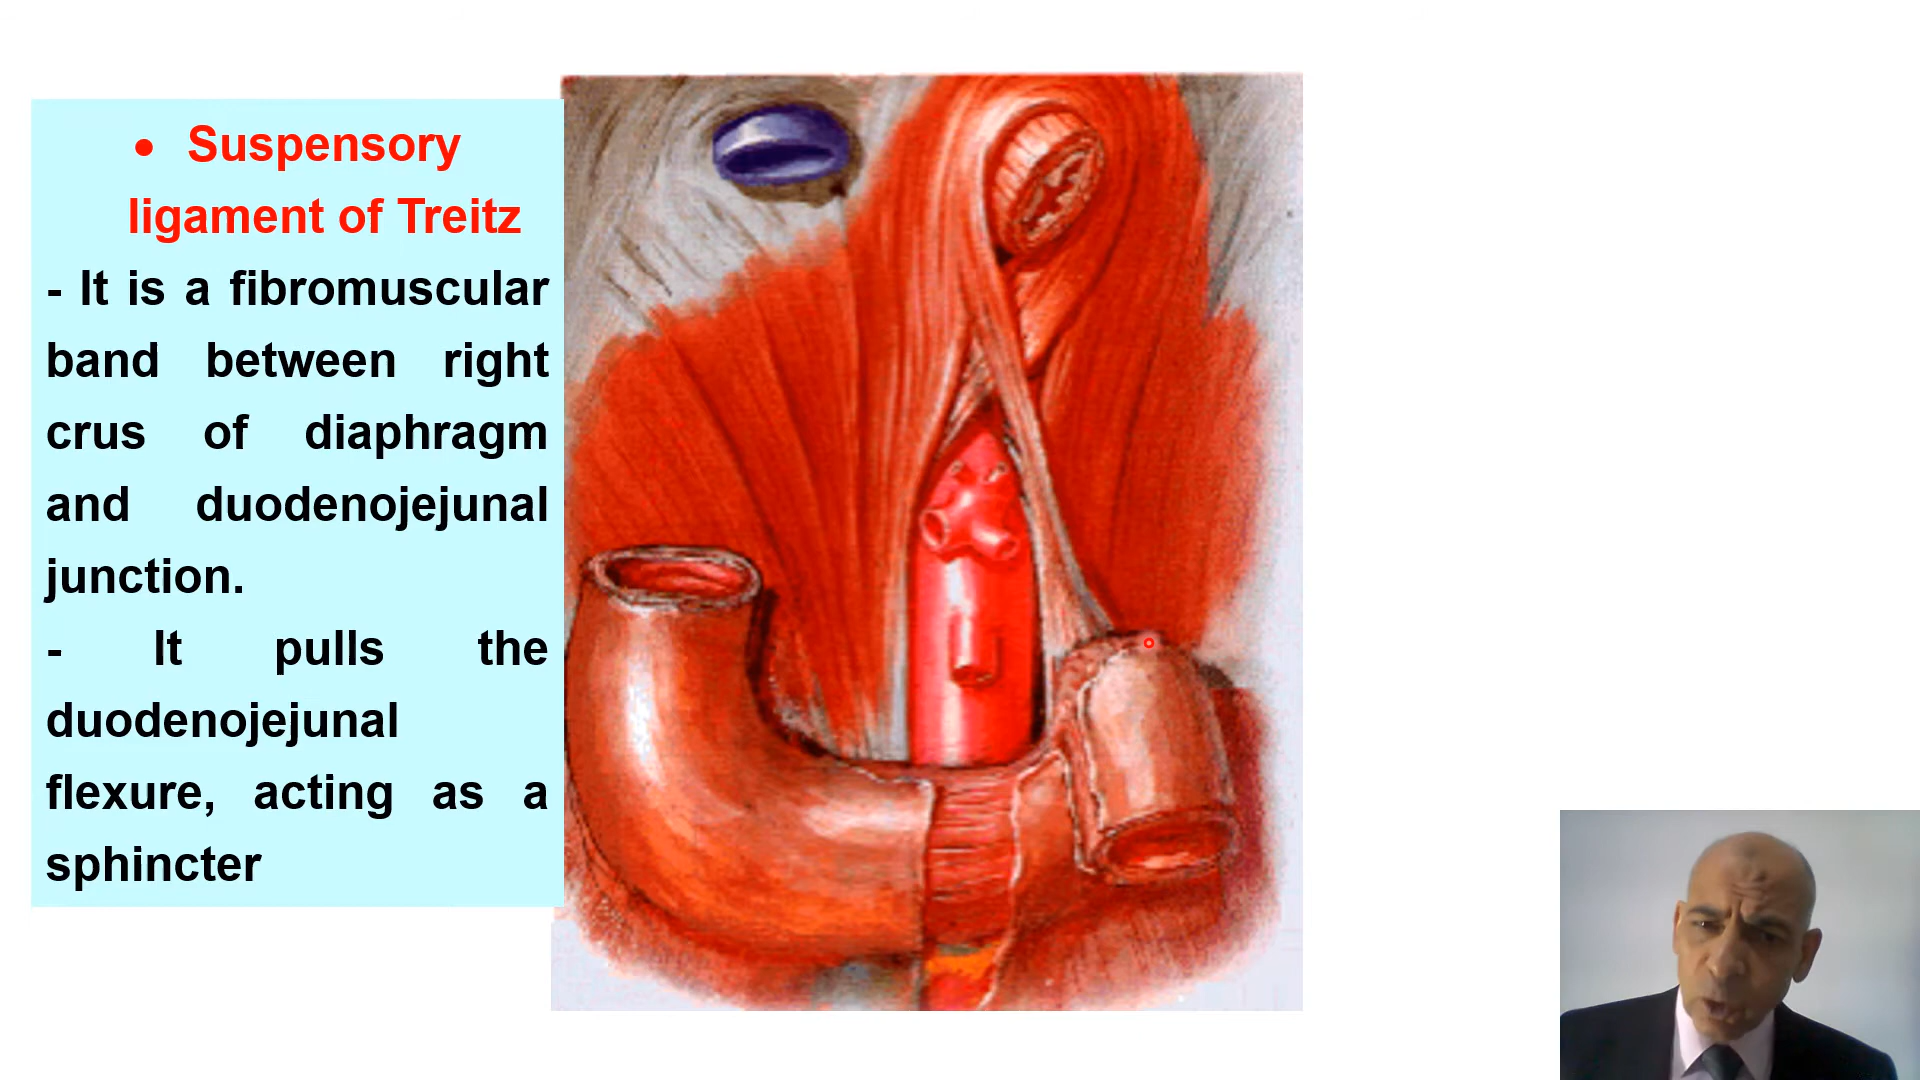 • Suspensory
ligament of Treitz
- It is a fibromuscular
band between right
crus of diaphragm
and duodenojejunal
junction.
- It pulls the
duodenojejunal
flexure, acting as a
sphincter